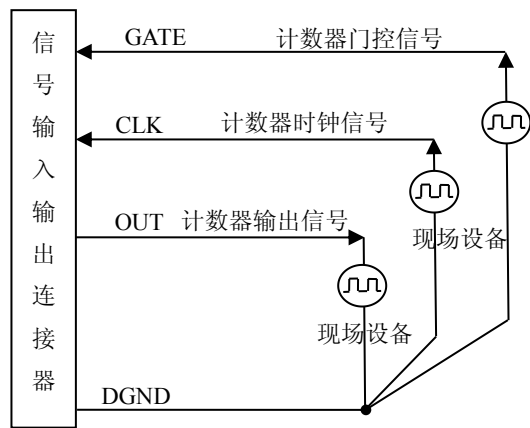 信号输入输出连接器
GATE 计数器门控信号
CLK 计数器时钟信号
OUT 计数器输出信号
现场设备
现场设备
DGND